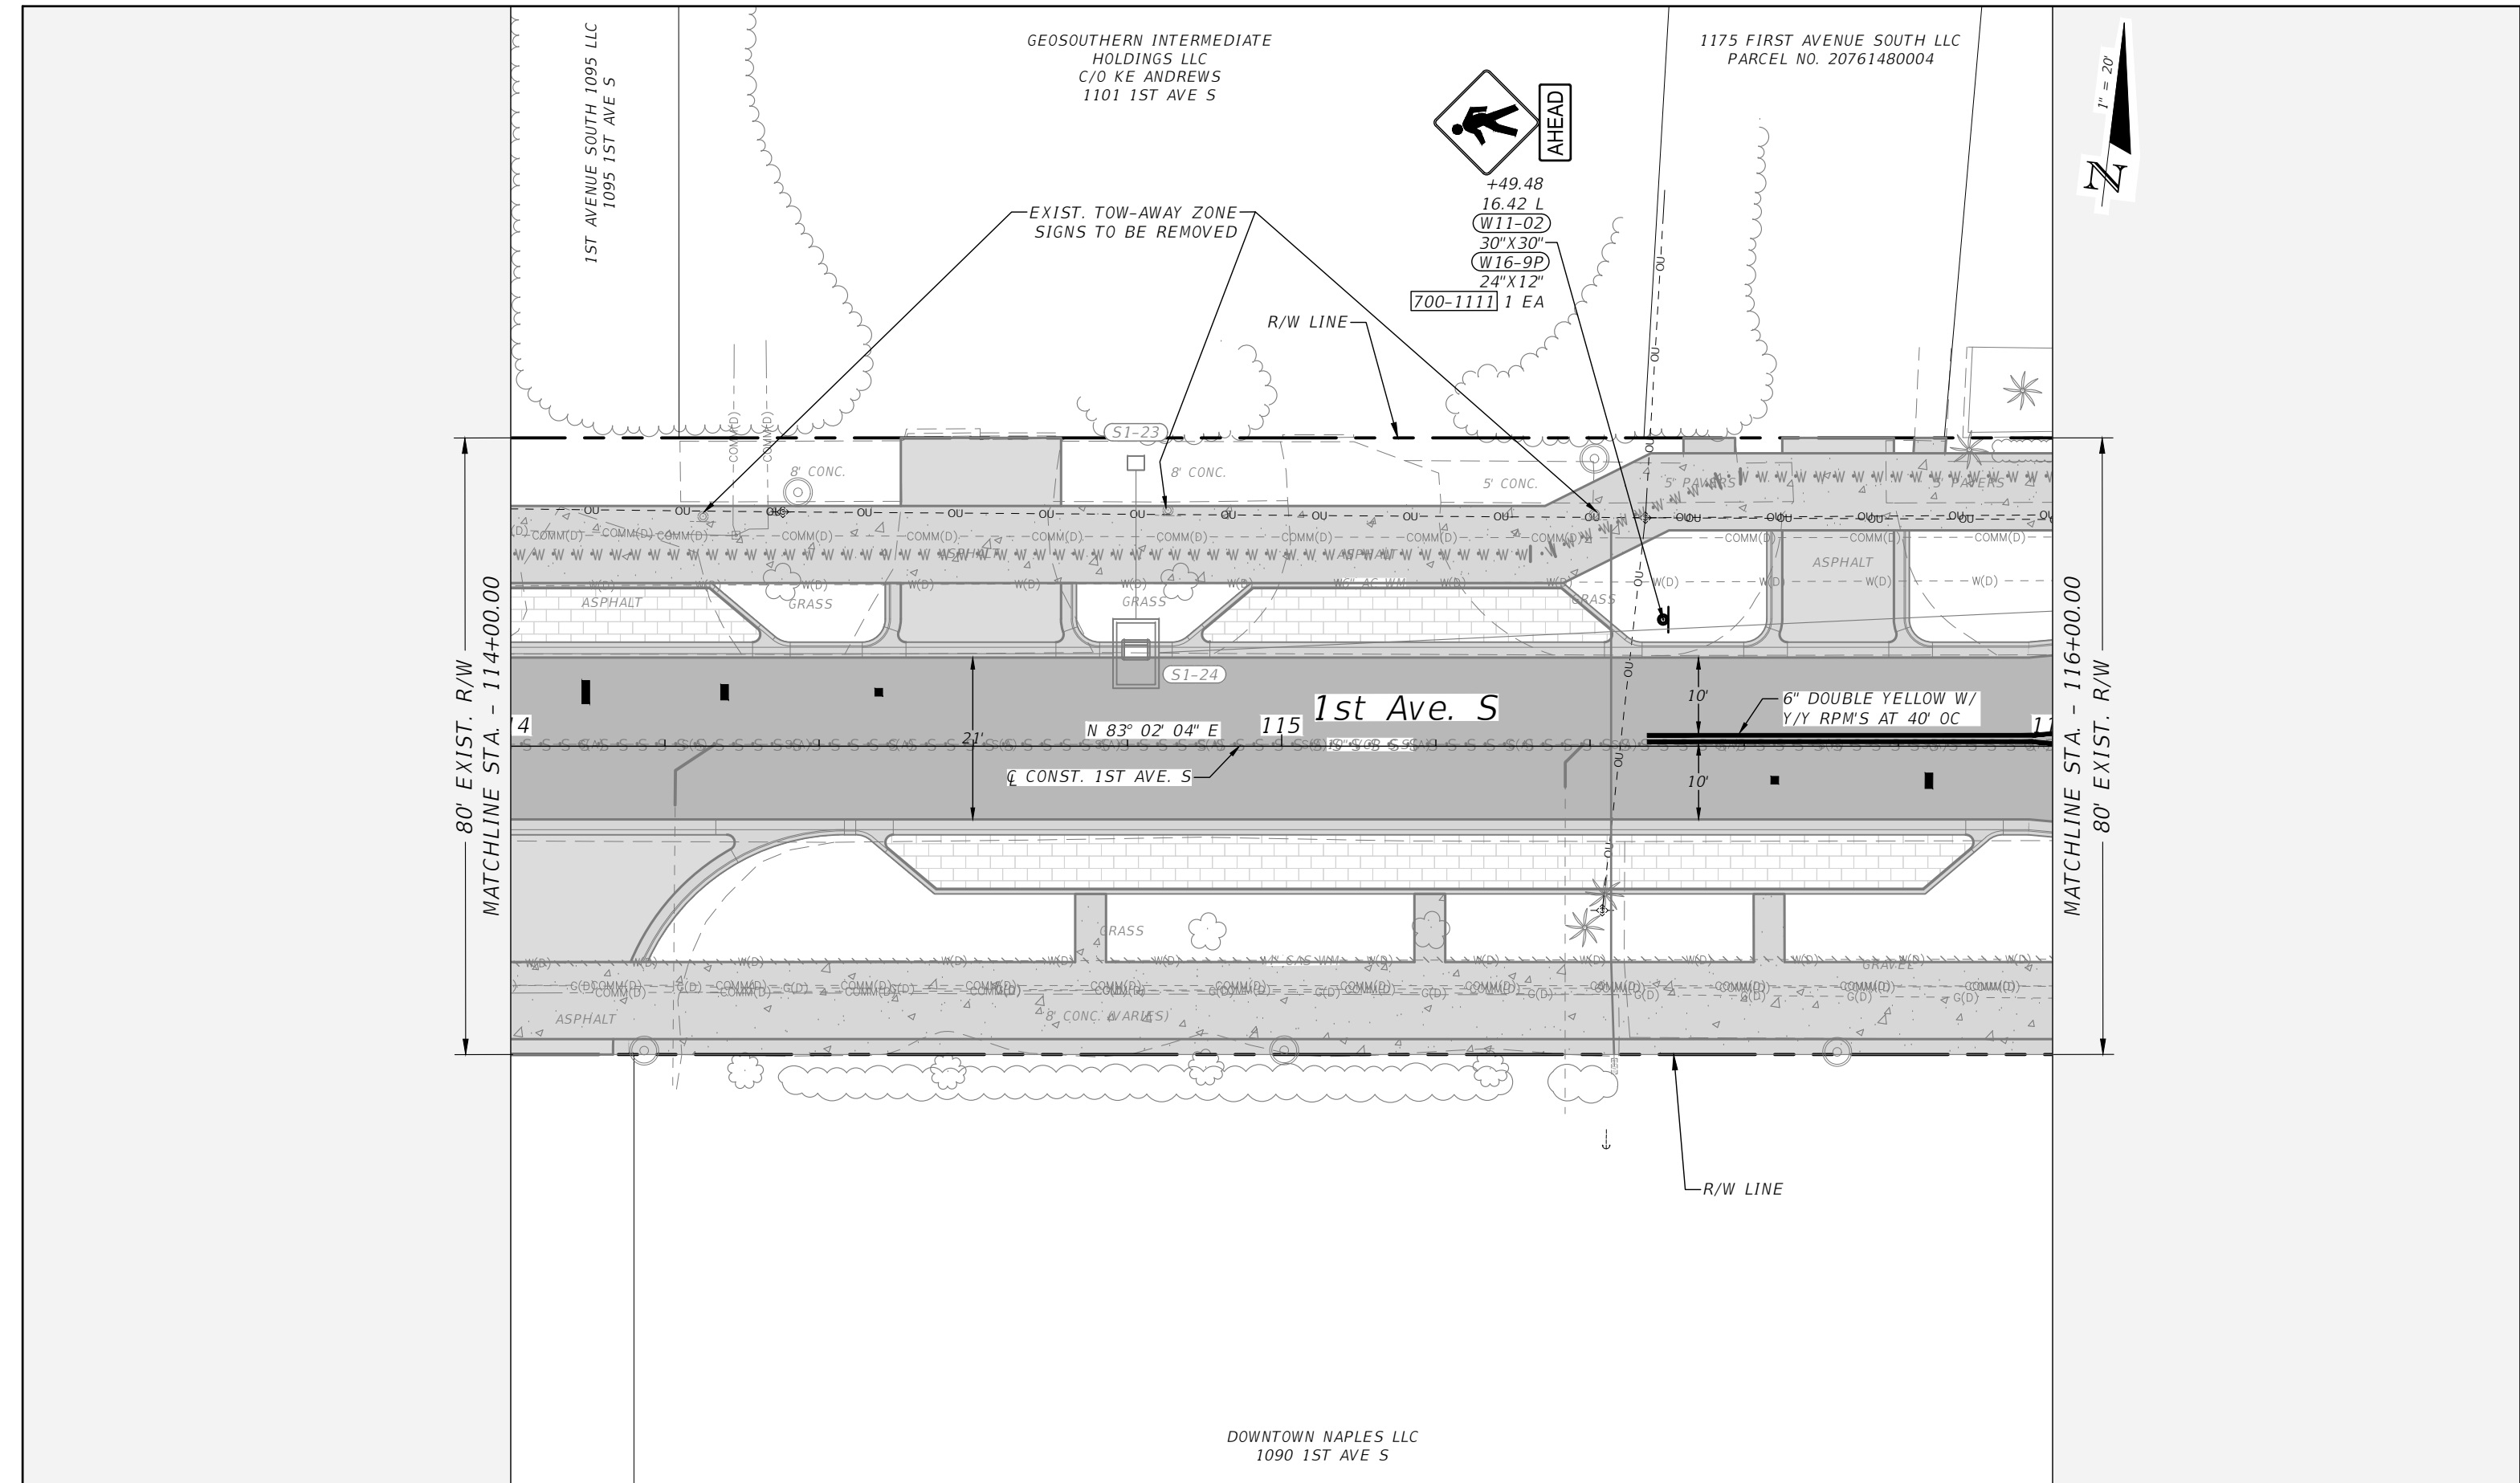 1ST AVENUE SOUTH 1095 LLC
1095 1ST AVE S
GEOSOUTHERN INTERMEDIATE
HOLDINGS LLC
C/O KE ANDREWS
1101 1ST AVE S
1175 FIRST AVENUE SOUTH LLC
PARCEL NO. 20761480004
1" = 20'
N
AHEAD
+49.48
16.42 L
W11-02
30"X30"
W16-9P
24"X12"
700-1111 1 EA
EXIST. TOW-AWAY ZONE
SIGNS TO BE REMOVED
R/W LINE
S1-23
COMM(D)
COMM(D)
8' CONC.
8' CONC.
5' CONC.
5' PAVERS
5' PAVERS
ASPHALT
ASPHALT
ASPHALT
ASPHALT
GRASS
GRASS
GRASS
S1-24
80' EXIST. R/W
MATCHLINE STA. - 114+00.00
14
21'
N 83° 02' 04" E
115
1st Ave. S
10'
10'
6" DOUBLE YELLOW W/
Y/Y RPM'S AT 40' OC
11
℄ CONST. 1ST AVE. S
MATCHLINE STA. - 116+00.00
80' EXIST. R/W
GRASS
GRAVEL
ASPHALT
8' CONC. (VARIES)
R/W LINE
DOWNTOWN NAPLES LLC
1090 1ST AVE S